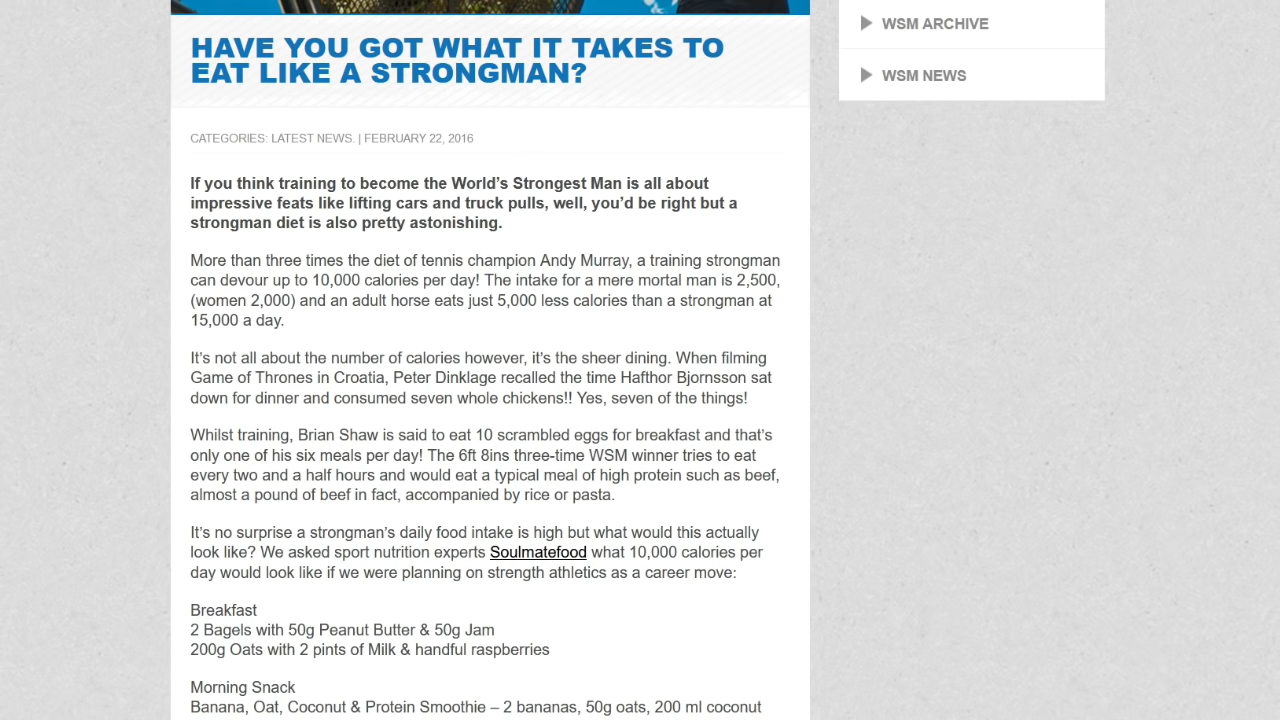 HAVE YOU GOT WHAT IT TAKES TO
EAT LIKE A STRONGMAN?
CATEGORIES: LATEST NEWS. | FEBRUARY 22, 2016
If you think training to become the World’s Strongest Man is all about
impressive feats like lifting cars and truck pulls, well, you’d be right but a
strongman diet is also pretty astonishing.
More than three times the diet of tennis champion Andy Murray, a training strongman
can devour up to 10,000 calories per day! The intake for a mere mortal man is 2,500,
(women 2,000) and an adult horse eats just 5,000 less calories than a strongman at
15,000 a day.
It’s not all about the number of calories however, it’s the sheer dining. When filming
Game of Thrones in Croatia, Peter Dinklage recalled the time Hafthor Bjornsson sat
down for dinner and consumed seven whole chickens!! Yes, seven of the things!
Whilst training, Brian Shaw is said to eat 10 scrambled eggs for breakfast and that’s
only one of his six meals per day! The 6ft 8ins three-time WSM winner tries to eat
every two and a half hours and would eat a typical meal of high protein such as beef,
almost a pound of beef in fact, accompanied by rice or pasta.
It’s no surprise a strongman’s daily food intake is high but what would this actually
look like? We asked sport nutrition experts Soulmatefood what 10,000 calories per
day would look like if we were planning on strength athletics as a career move:
Breakfast
2 Bagels with 50g Peanut Butter & 50g Jam
200g Oats with 2 pints of Milk & handful raspberries
Morning Snack
Banana, Oat, Coconut & Protein Smoothie – 2 bananas, 50g oats, 200 ml coconut
WSM ARCHIVE
WSM NEWS